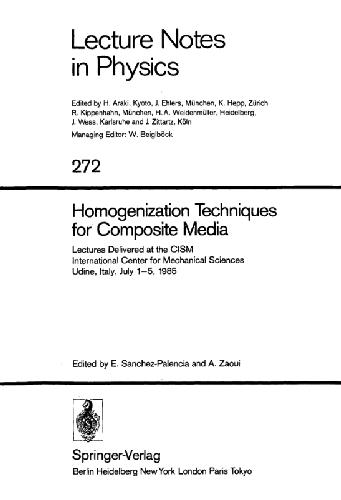 Lecture Notes
in Physics
Edited by H. Araki, Kyoto, J. Ehlers, München, K. Hepp, Zürich
R. Kippenhahn, München, H. A. Weidenmüller, Heidelberg,
J. Wess, Karlsruhe and J. Zittartz, Köln
Managing Editor: W. Beiglböck
272
Homogenization Techniques
for Composite Media
Lectures Delivered at the CISM
International Center for Mechanical Sciences
Udine, Italy, July 1–5, 1985
Edited by E. Sanchez-Palencia and A. Zaoui
Springer-Verlag
Berlin Heidelberg New York London Paris Tokyo